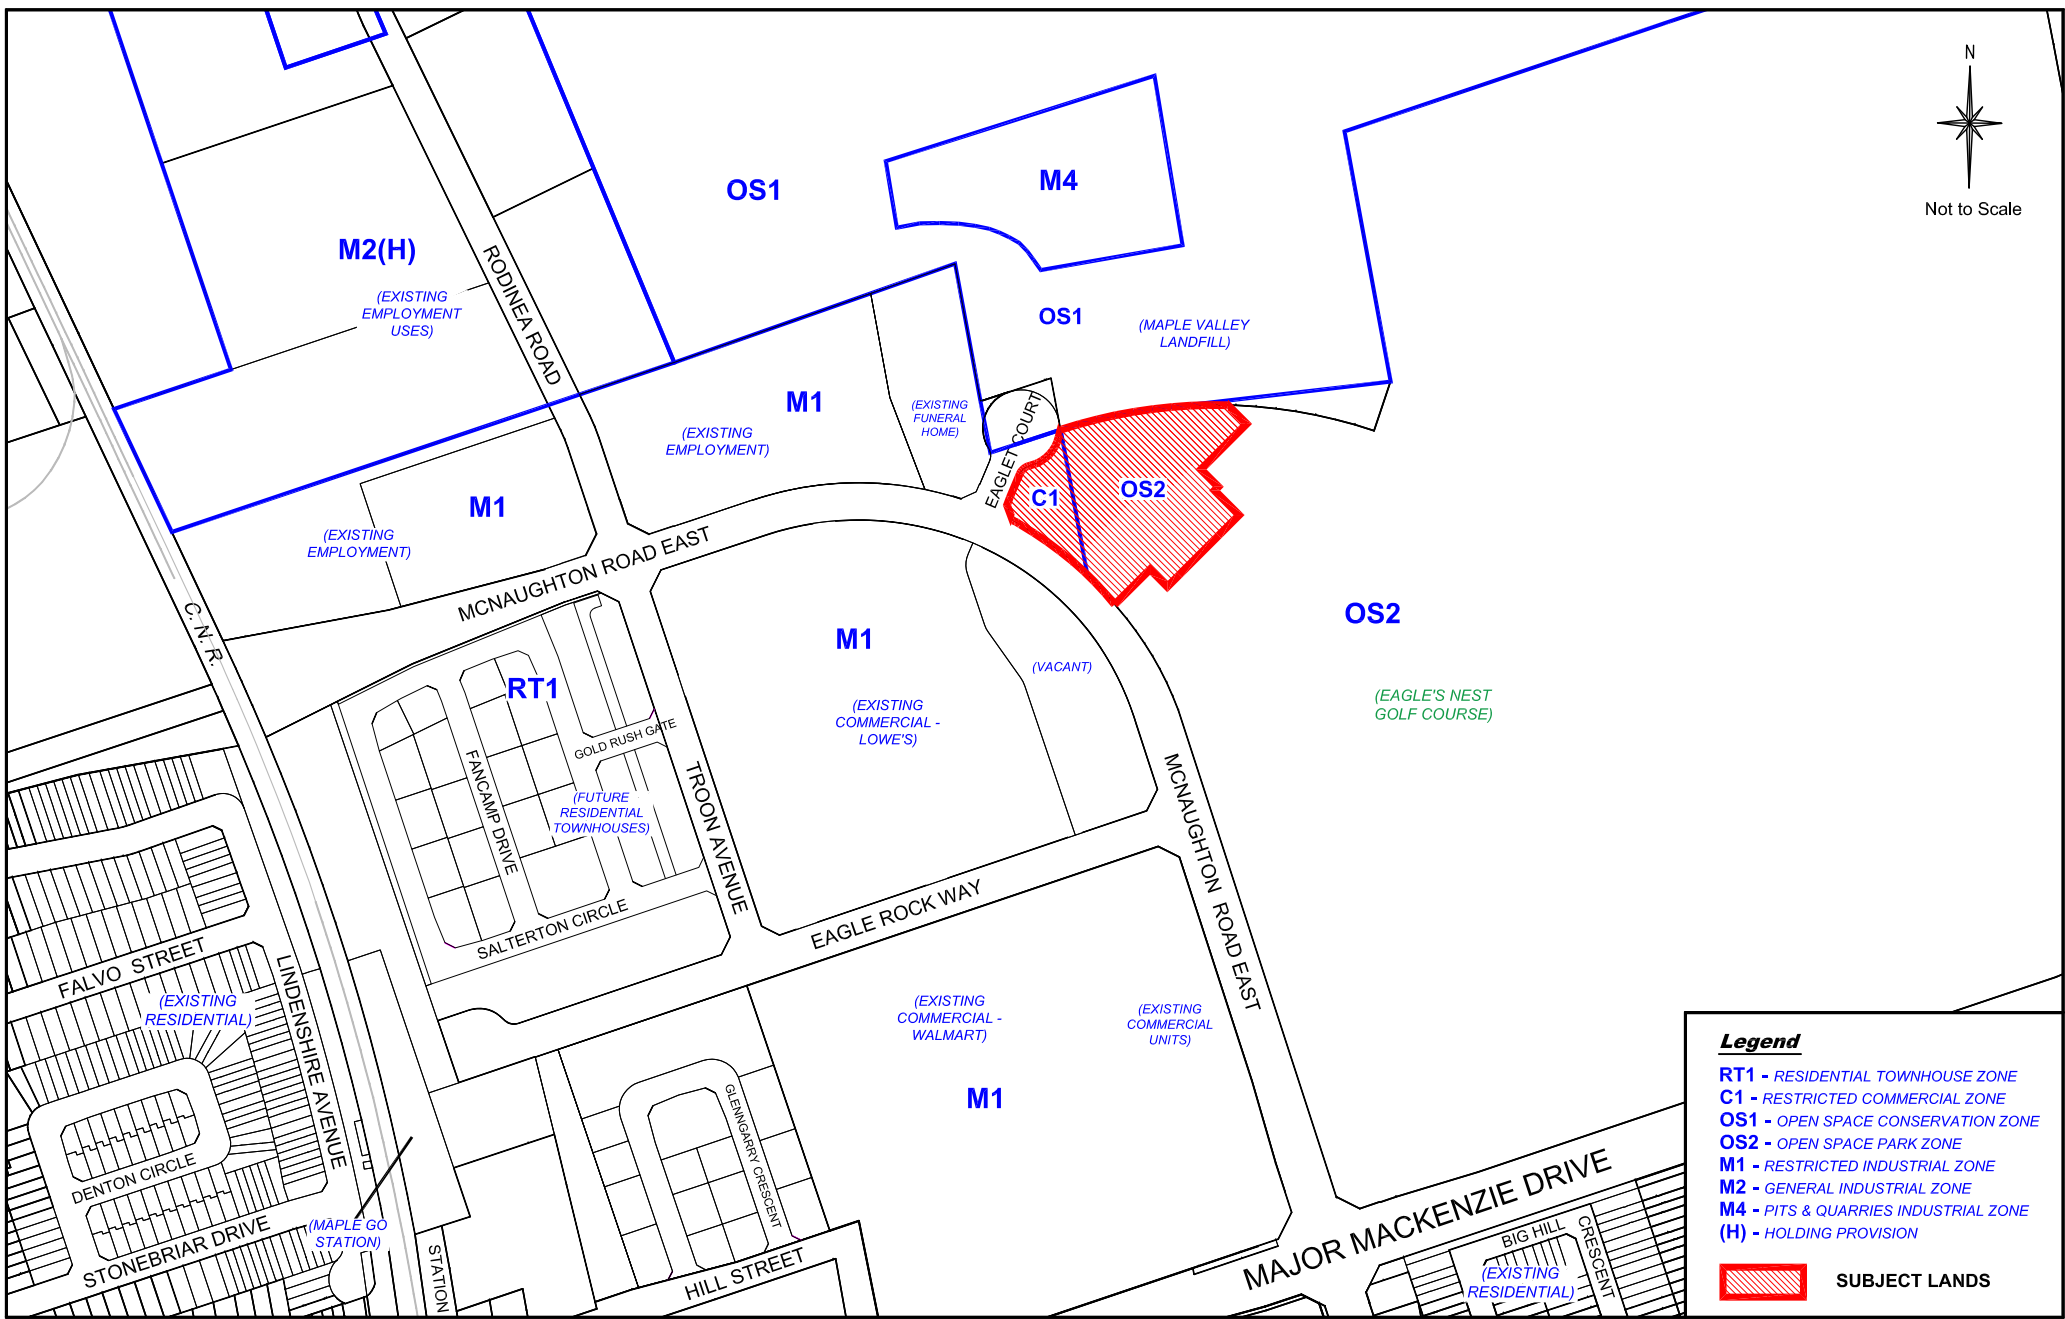 N
Not to Scale
OS1
M4
M2(H)
(EXISTING
EMPLOYMENT
USES)
RODINEA ROAD
OS1
(MAPLE VALLEY
LANDFILL)
M1
(EXISTING
EMPLOYMENT)
(EXISTING
FUNERAL
HOME)
EAGLET COURT
C1
OS2
M1
(EXISTING
EMPLOYMENT)
MCNAUGHTON ROAD EAST
C. N. R.
OS2
(EAGLE'S NEST
GOLF COURSE)
M1
(EXISTING
COMMERCIAL -
LOWE'S)
(VACANT)
RT1
GOLD RUSH GATE
FANCAMP DRIVE
(FUTURE
RESIDENTIAL
TOWNHOUSES)
TROON AVENUE
MCNAUGHTON ROAD EAST
SALTERTON CIRCLE
EAGLE ROCK WAY
FALVO STREET
(EXISTING
RESIDENTIAL)
LINDENSHIRE AVENUE
(EXISTING
COMMERCIAL -
WALMART)
(EXISTING
COMMERCIAL
UNITS)
M1
GLENNGARRY CRESCENT
DENTON CIRCLE
STONEBRIAR DRIVE
(MAPLE GO
STATION)
STATION
HILL STREET
MAJOR MACKENZIE DRIVE
BIG HILL
CRESCENT
(EXISTING
RESIDENTIAL)
Legend
RT1 - RESIDENTIAL TOWNHOUSE ZONE
C1 - RESTRICTED COMMERCIAL ZONE
OS1 - OPEN SPACE CONSERVATION ZONE
OS2 - OPEN SPACE PARK ZONE
M1 - RESTRICTED INDUSTRIAL ZONE
M2 - GENERAL INDUSTRIAL ZONE
M4 - PITS & QUARRIES INDUSTRIAL ZONE
(H) - HOLDING PROVISION
SUBJECT LANDS